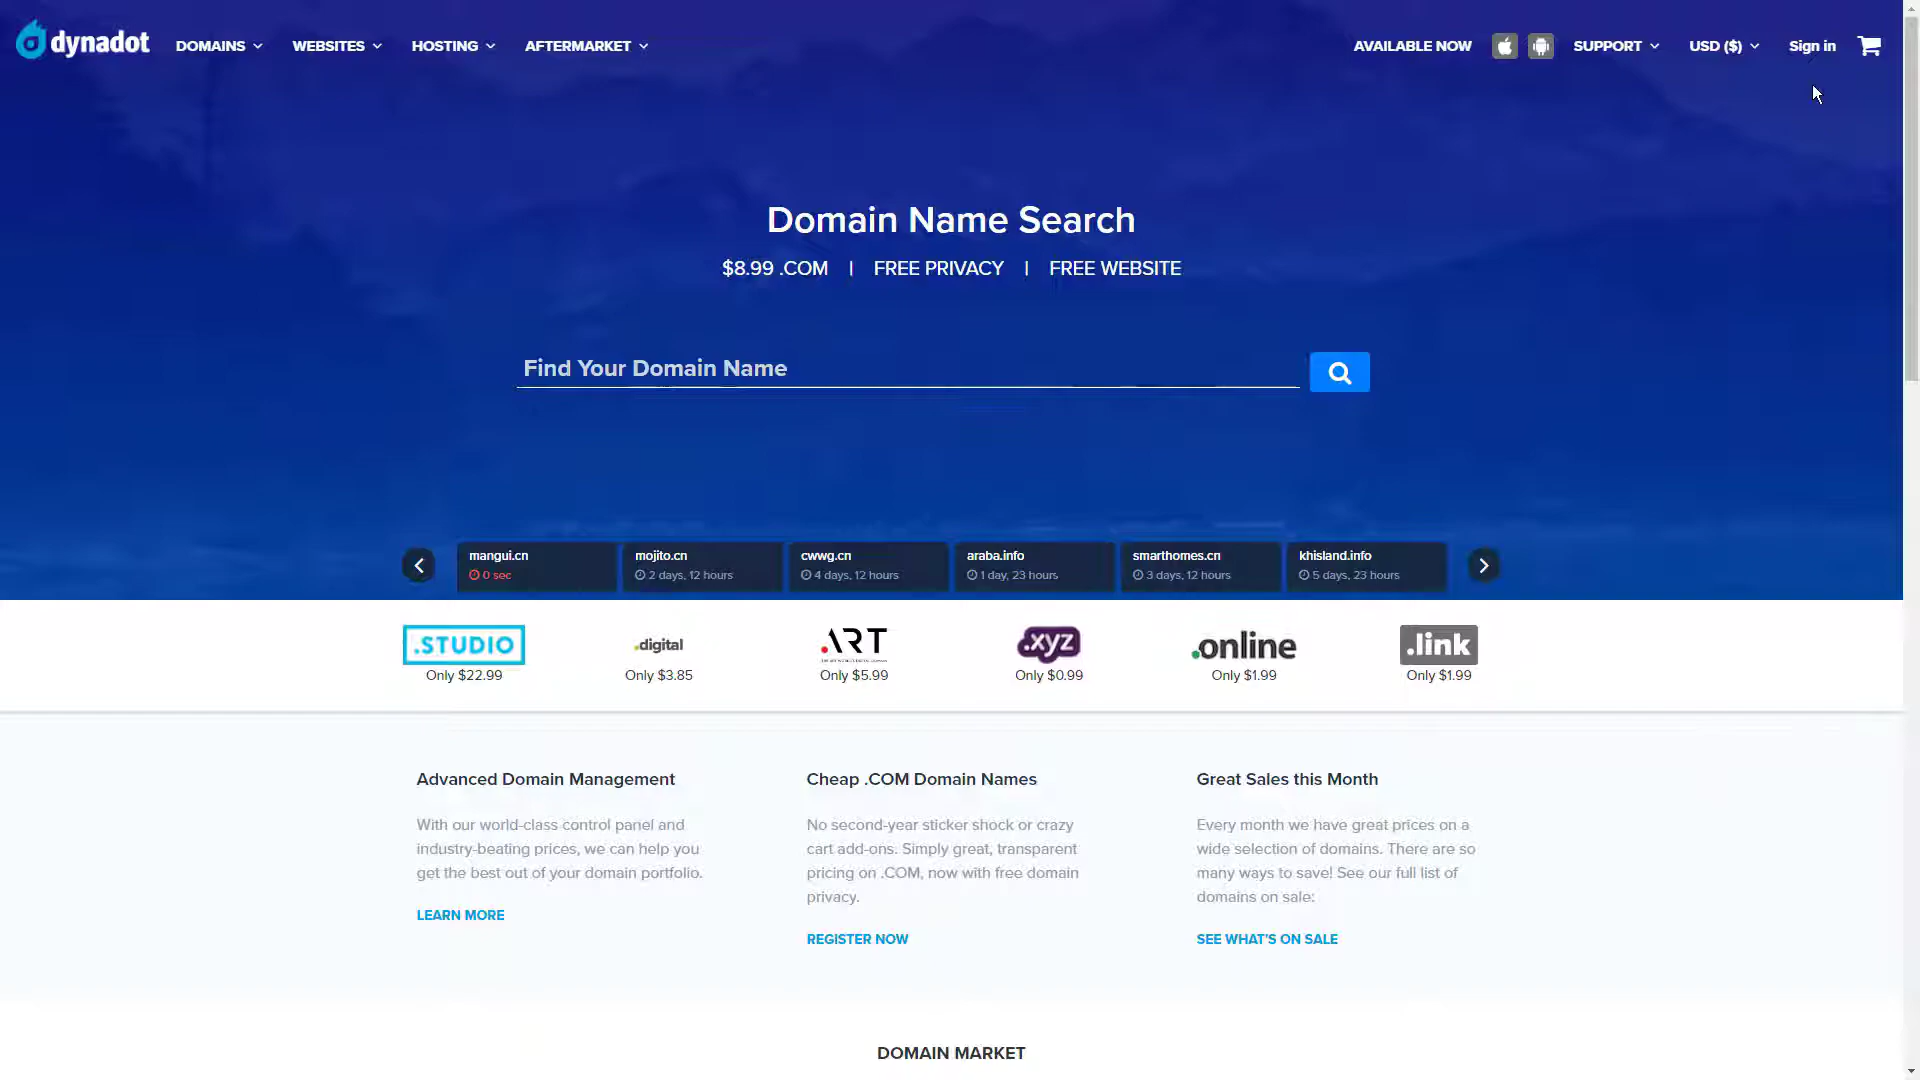 dynadot
DOMAINS
WEBSITES
HOSTING
AFTERMARKET
AVAILABLE NOW
SUPPORT
USD ($)
Sign in
Domain Name Search
$8.99 .COM | FREE PRIVACY | FREE WEBSITE
Find Your Domain Name
mangui.cn
0 sec
mojito.cn
2 days, 12 hours
cwwg.cn
4 days, 12 hours
araba.info
1 day, 23 hours
smarthomes.cn
3 days, 12 hours
khisland.info
5 days, 23 hours
.STUDIO
Only $22.99
.digital
Only $3.85
.ART
Only $5.99
.xyz
Only $0.99
.online
Only $1.99
.link
Only $1.99
Advanced Domain Management
With our world-class control panel and
industry-beating prices, we can help you
get the best out of your domain portfolio.
LEARN MORE
Cheap .COM Domain Names
No second-year sticker shock or crazy
cart add-ons. Simply great, transparent
pricing on .COM, now with free domain
privacy.
REGISTER NOW
Great Sales this Month
Every month we have great prices on a
wide selection of domains. There are so
many ways to save! See our full list of
domains on sale:
SEE WHAT'S ON SALE
DOMAIN MARKET